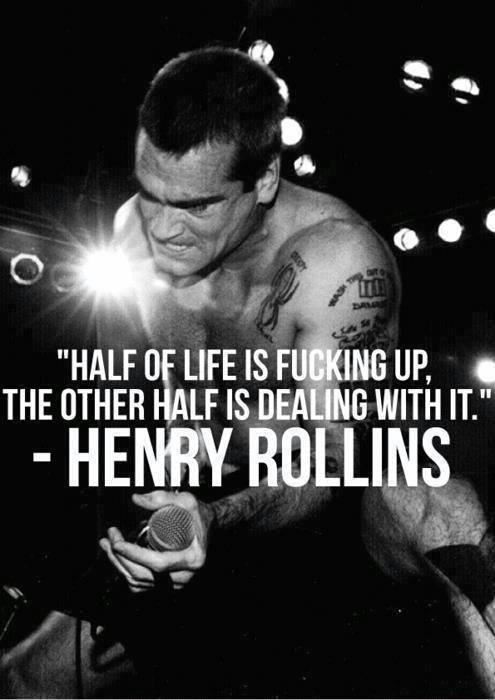 "HALF OF LIFE IS FUCKING UP,
THE OTHER HALF IS DEALING WITH IT."
- HENRY ROLLINS